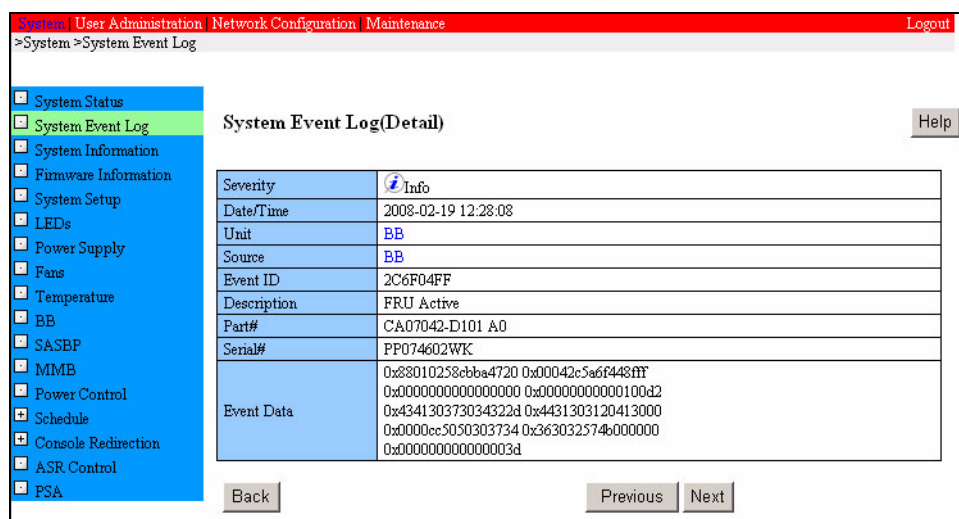 System | User Administration | Network Configuration | Maintenance Logout
>System >System Event Log
System Status
System Event Log
System Information
Firmware Information
System Setup
LEDs
Power Supply
Fans
Temperature
BB
SASBP
MMB
Power Control
Schedule
Console Redirection
ASR Control
PSA
System Event Log(Detail)
Help
Severity Info
Date/Time 2008-02-19 12:28:08
Unit BB
Source BB
Event ID 2C6F04FF
Description FRU Active
Part# CA07042-D101 A0
Serial# PP074602WK
Event Data
0x88010258cbba4720 0x00042c5a6f448fff
0x0000000000000000 0x00000000000100d2
0x434130373034322d 0x4431303120413000
0x0000cc5050303734 0x363032574b000000
0x000000000000003d
Back Previous Next